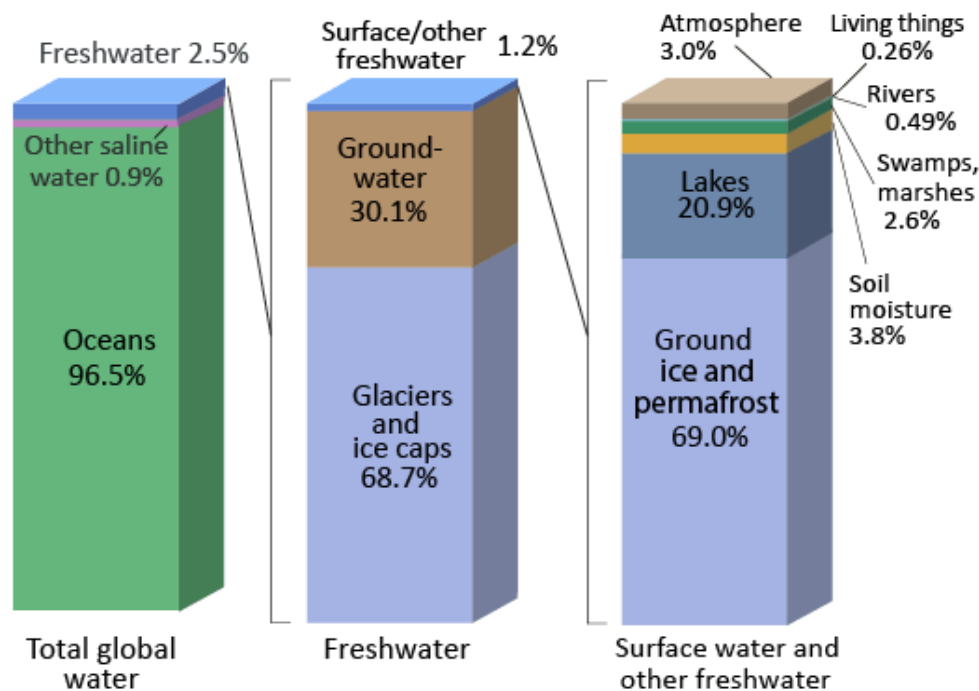 Freshwater 2.5%
Other saline
water 0.9%
Oceans
96.5%
Total global
water
Surface/other
freshwater
1.2%
Ground-
water
30.1%
Glaciers
and
ice caps
68.7%
Freshwater
Atmosphere
3.0%
Living things
0.26%
Rivers
0.49%
Swamps,
marshes
2.6%
Soil
moisture
3.8%
Lakes
20.9%
Ground
ice and
permafrost
69.0%
Surface water and
other freshwater